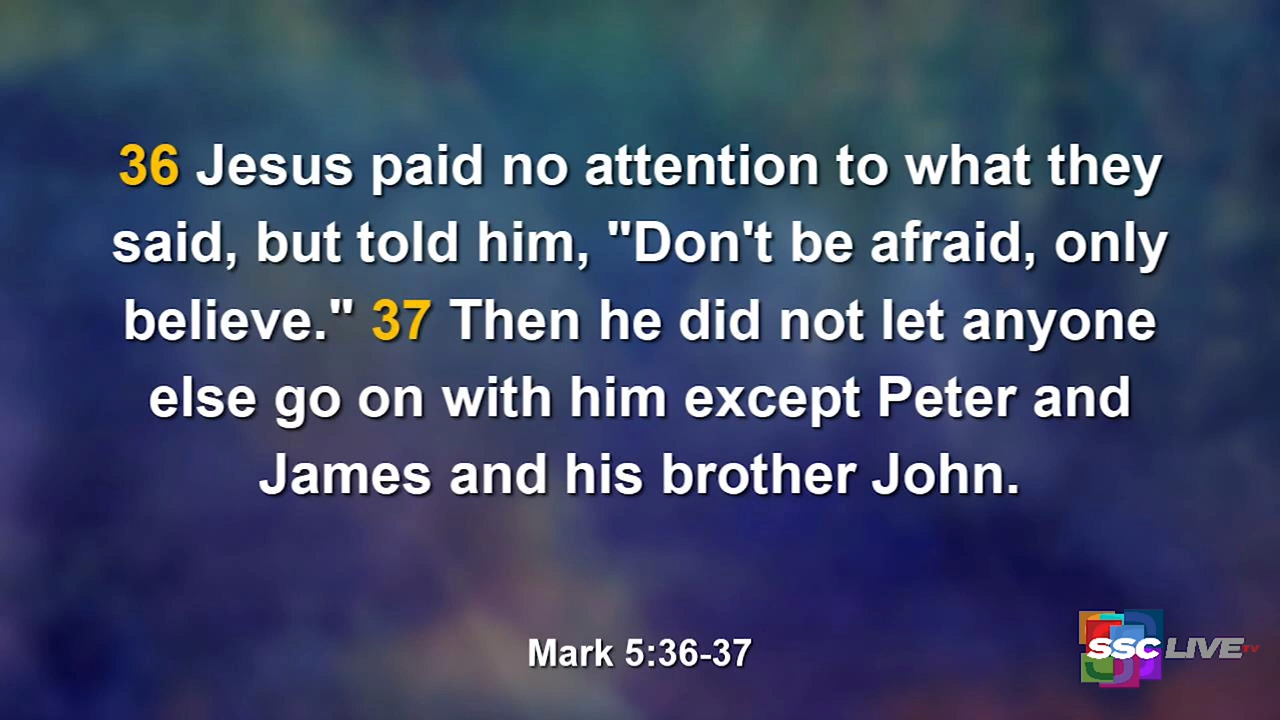 36 Jesus paid no attention to what they
said, but told him, "Don't be afraid, only
believe." 37 Then he did not let anyone
else go on with him except Peter and
James and his brother John.
Mark 5:36-37
SSC LIVE TV